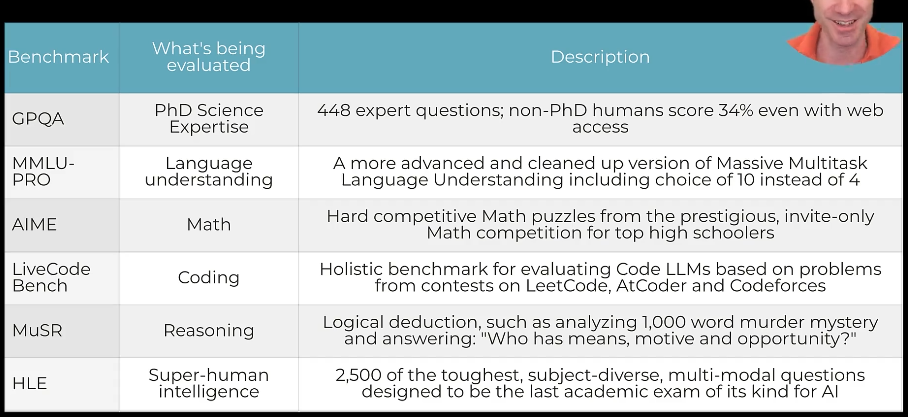 Benchmark
What's being
evaluated
Description
GPQA
PhD Science
Expertise
448 expert questions; non-PhD humans score 34% even with web
access
MMLU-
PRO
Language
understanding
A more advanced and cleaned up version of Massive Multitask
Language Understanding including choice of 10 instead of 4
AIME
Math
Hard competitive Math puzzles from the prestigious, invite-only
Math competition for top high schoolers
LiveCode
Bench
Coding
Holistic benchmark for evaluating Code LLMs based on problems
from contests on LeetCode, AtCoder and Codeforces
MuSR
Reasoning
Logical deduction, such as analyzing 1,000 word murder mystery
and answering: "Who has means, motive and opportunity?"
HLE
Super-human
intelligence
2,500 of the toughest, subject-diverse, multi-modal questions
designed to be the last academic exam of its kind for AI